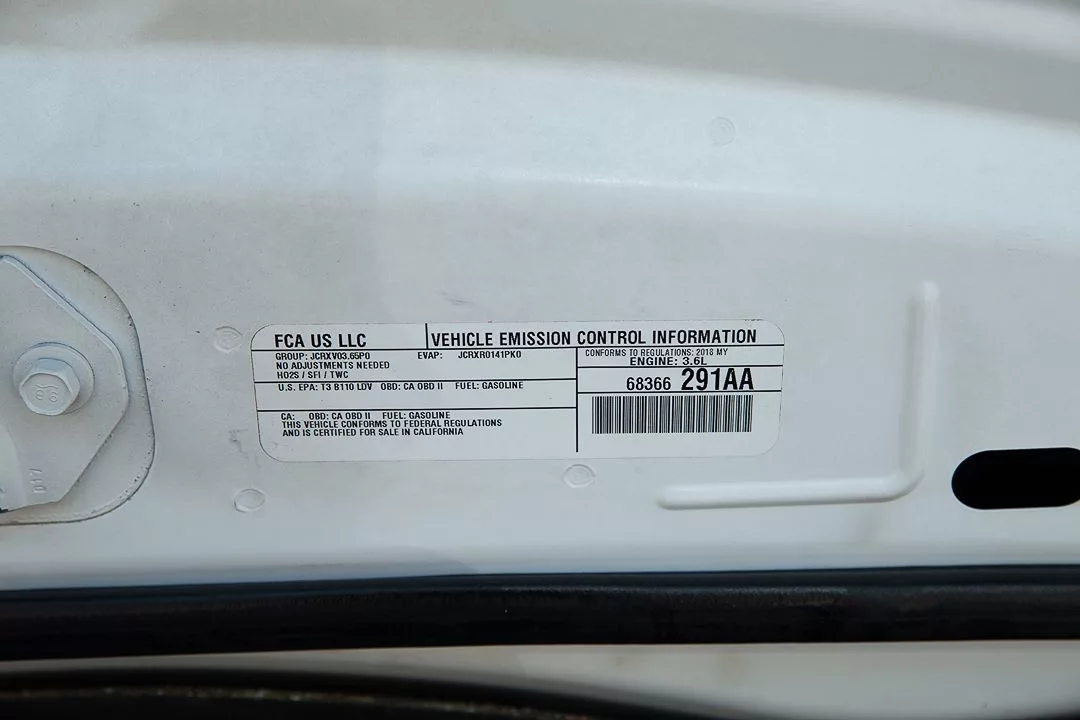 FCA US LLC
VEHICLE EMISSION CONTROL INFORMATION
GROUP: JCRXV03.65P0 EVAP: JCRXR0141PK0
NO ADJUSTMENTS NEEDED
HO2S / SFI / TWC
CONFORMS TO REGULATIONS: 2018 MY
ENGINE: 3.6L
U.S. EPA: T3 B110 LDV OBD: CA OBD II FUEL: GASOLINE
68366 291AA
CA: OBD: CA OBD II FUEL: GASOLINE
THIS VEHICLE CONFORMS TO FEDERAL REGULATIONS
AND IS CERTIFIED FOR SALE IN CALIFORNIA